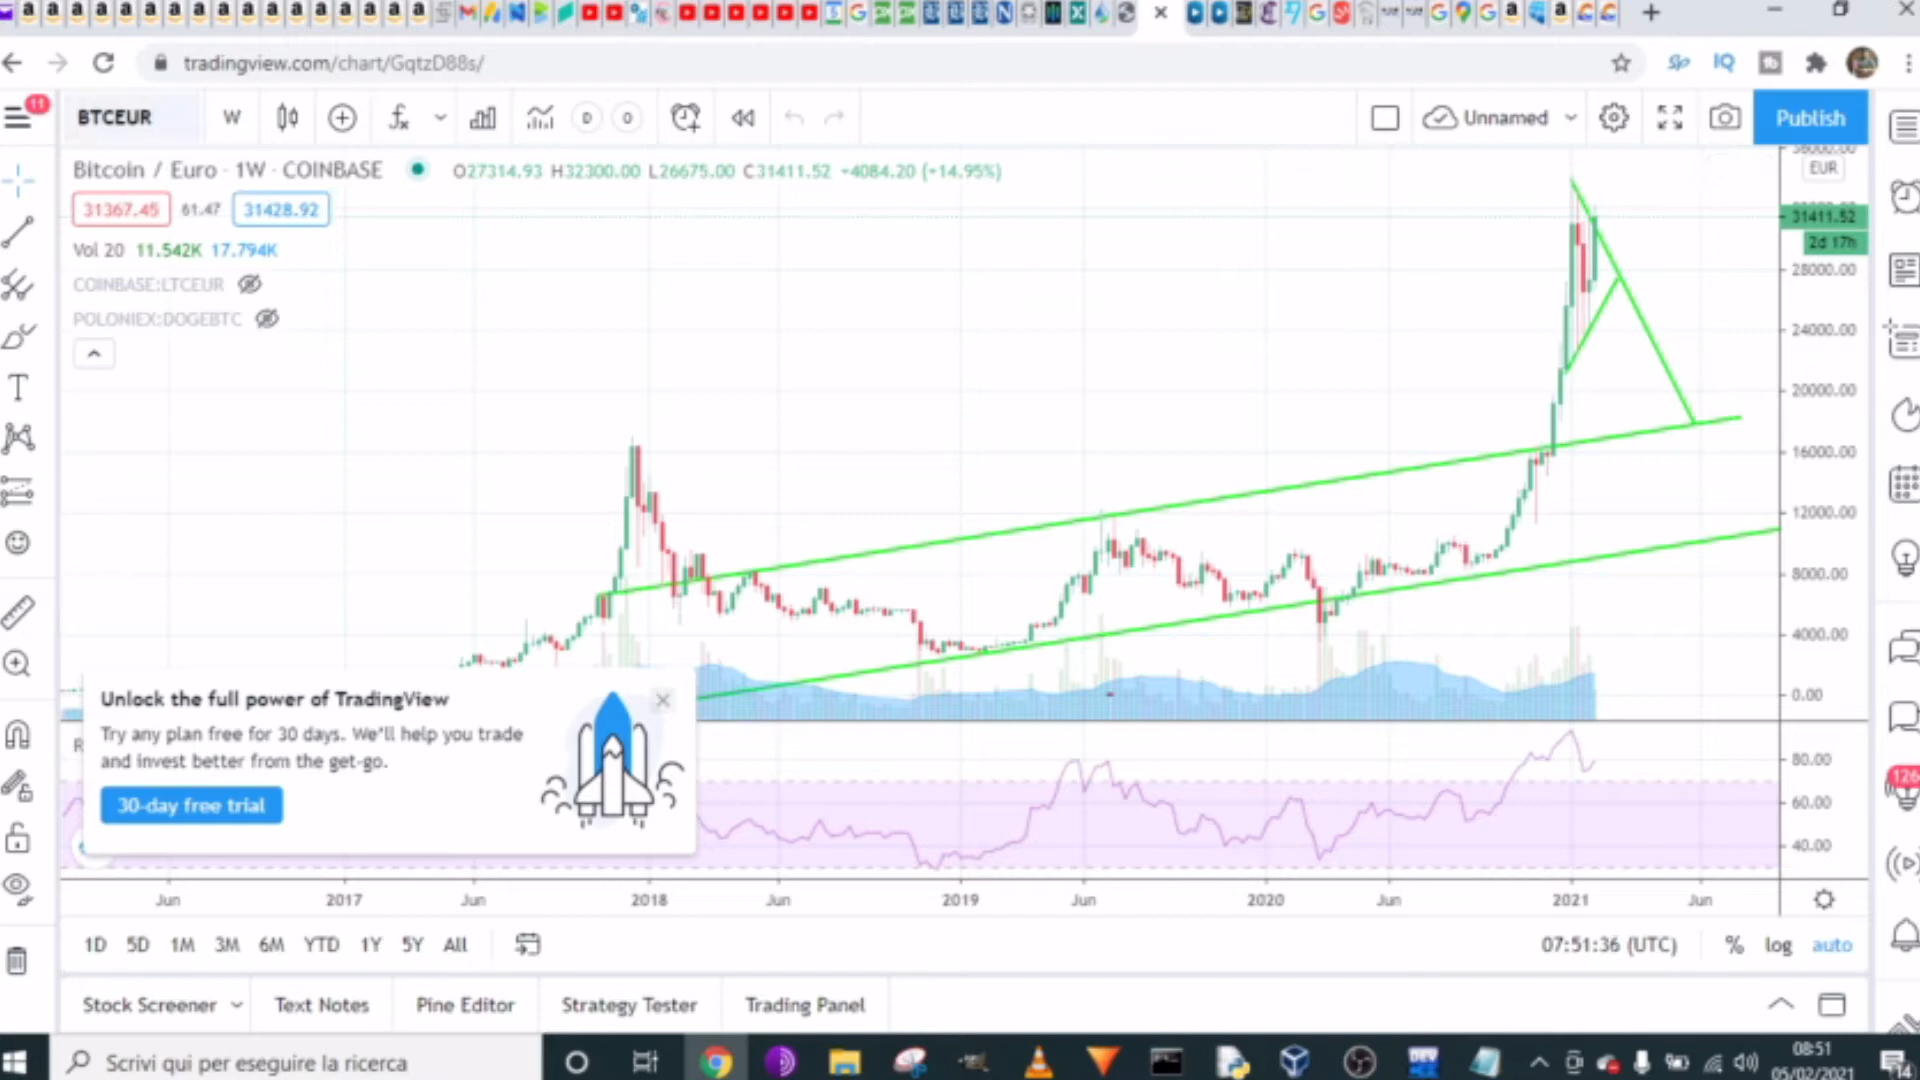 tradingview.com/chart/GqtzD88s/
11
BTCEUR
W
D
O
Unnamed
Publish
Bitcoin / Euro · 1W · COINBASE
O27314.93 H32300.00 L26675.00 C31411.52 +4084.20 (+14.95%)
31367.45
61.47
31428.92
Vol 20 11.542K 17.794K
COINBASE:LTCEUR
POLONIEX:DOGEBTC
36000.00
EUR
31411.52
2d 17h
28000.00
24000.00
20000.00
16000.00
12000.00
8000.00
4000.00
0.00
80.00
60.00
40.00
126
Unlock the full power of TradingView
Try any plan free for 30 days. We'll help you trade
and invest better from the get-go.
30-day free trial
Jun
2017
Jun
2018
Jun
2019
Jun
2020
Jun
2021
Jun
1D 5D 1M 3M 6M YTD 1Y 5Y All
07:51:36 (UTC)
% log auto
Stock Screener
Text Notes
Pine Editor
Strategy Tester
Trading Panel
Scrivi qui per eseguire la ricerca
08:51
05/02/2021
14